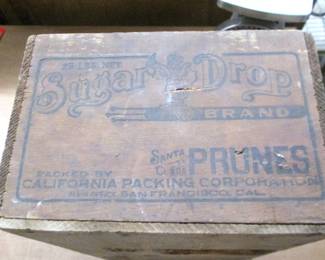 25 LBS. NET
Sugar Drop
BRAND
SANTA CLARA PRUNES
PACKED BY
CALIFORNIA PACKING CORPORATION
SAN FRANCISCO, CAL.